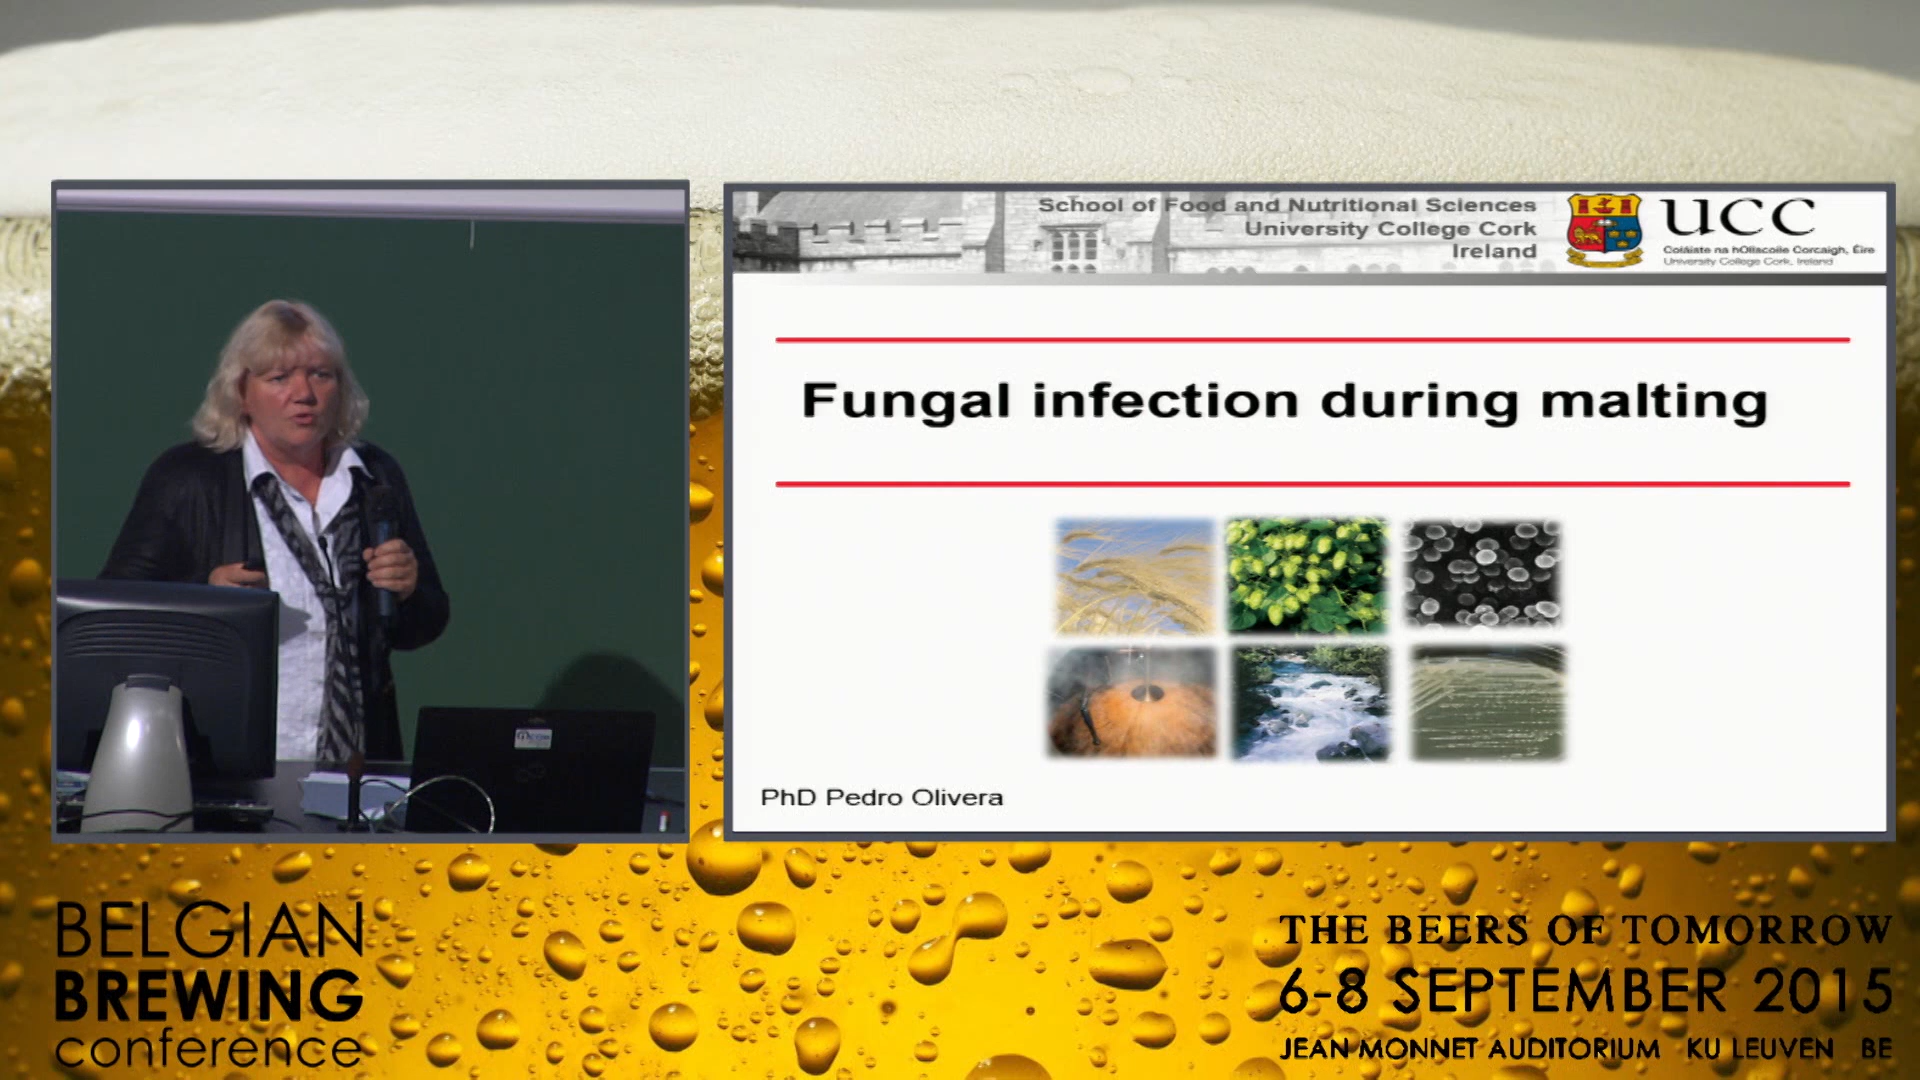 School of Food and Nutritional Sciences
University College Cork
Ireland
UCC
Coláiste na hOllscoile Corcaigh, Éire
University College Cork, Ireland
Fungal infection during malting
PhD Pedro Olivera
BELGIAN
BREWING
conference
THE BEERS OF TOMORROW
6-8 SEPTEMBER 2015
JEAN MONNET AUDITORIUM KU LEUVEN BE